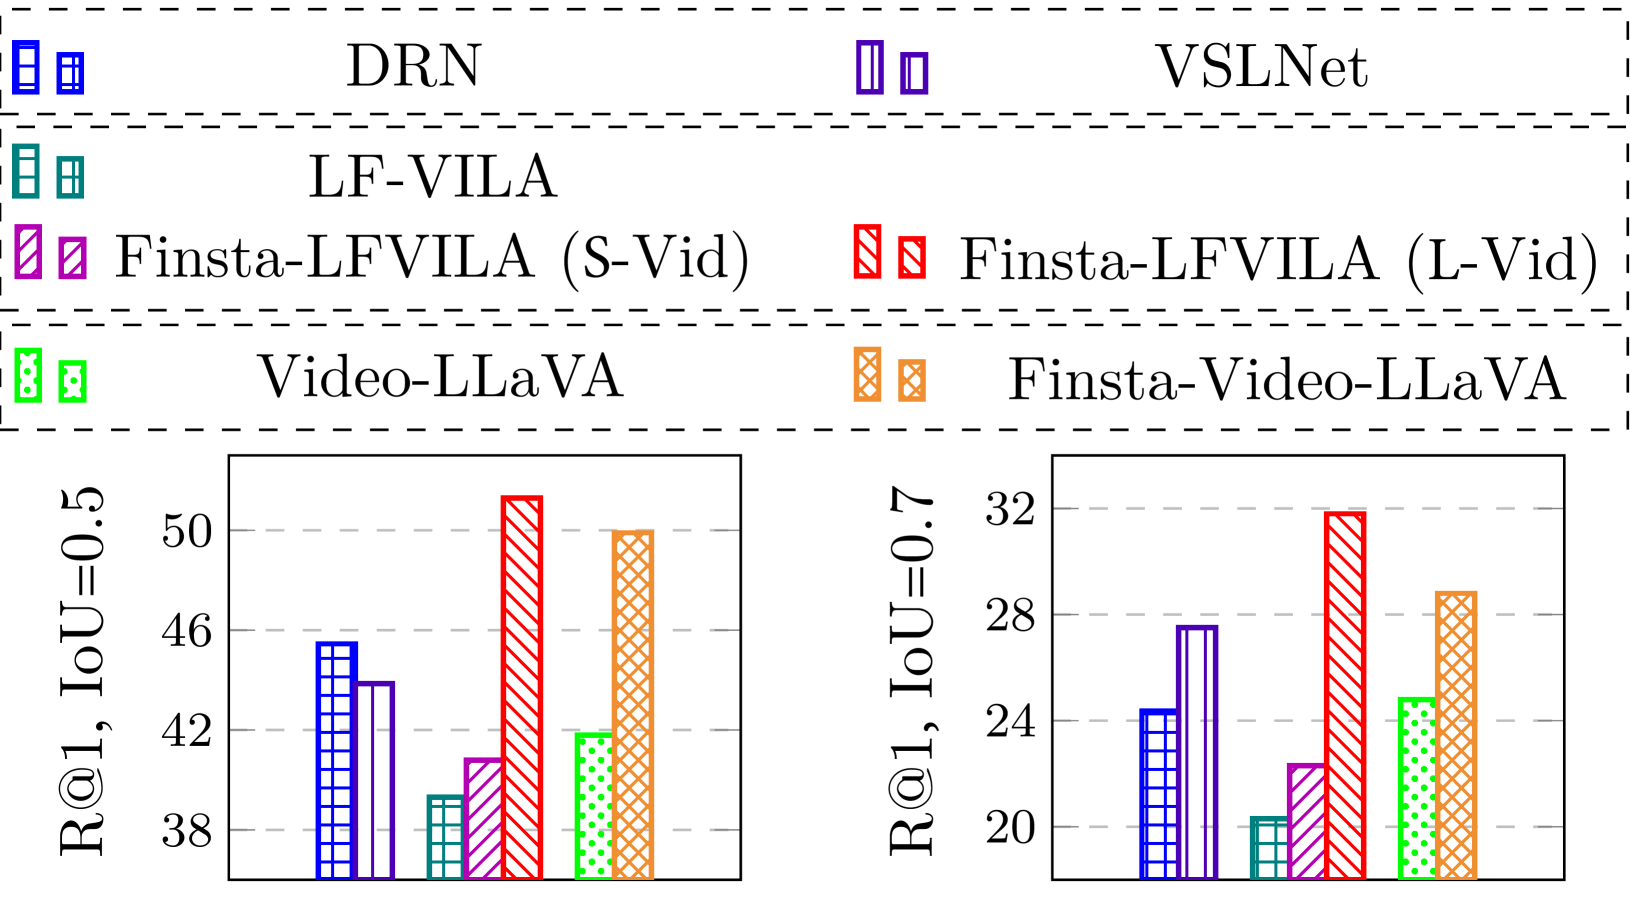 DRN VSLNet
LF-VILA
Finsta-LFVILA (S-Vid) Finsta-LFVILA (L-Vid)
Video-LLaVA Finsta-Video-LLaVA
R@1, IoU=0.5
50
46
42
38
R@1, IoU=0.7
32
28
24
20